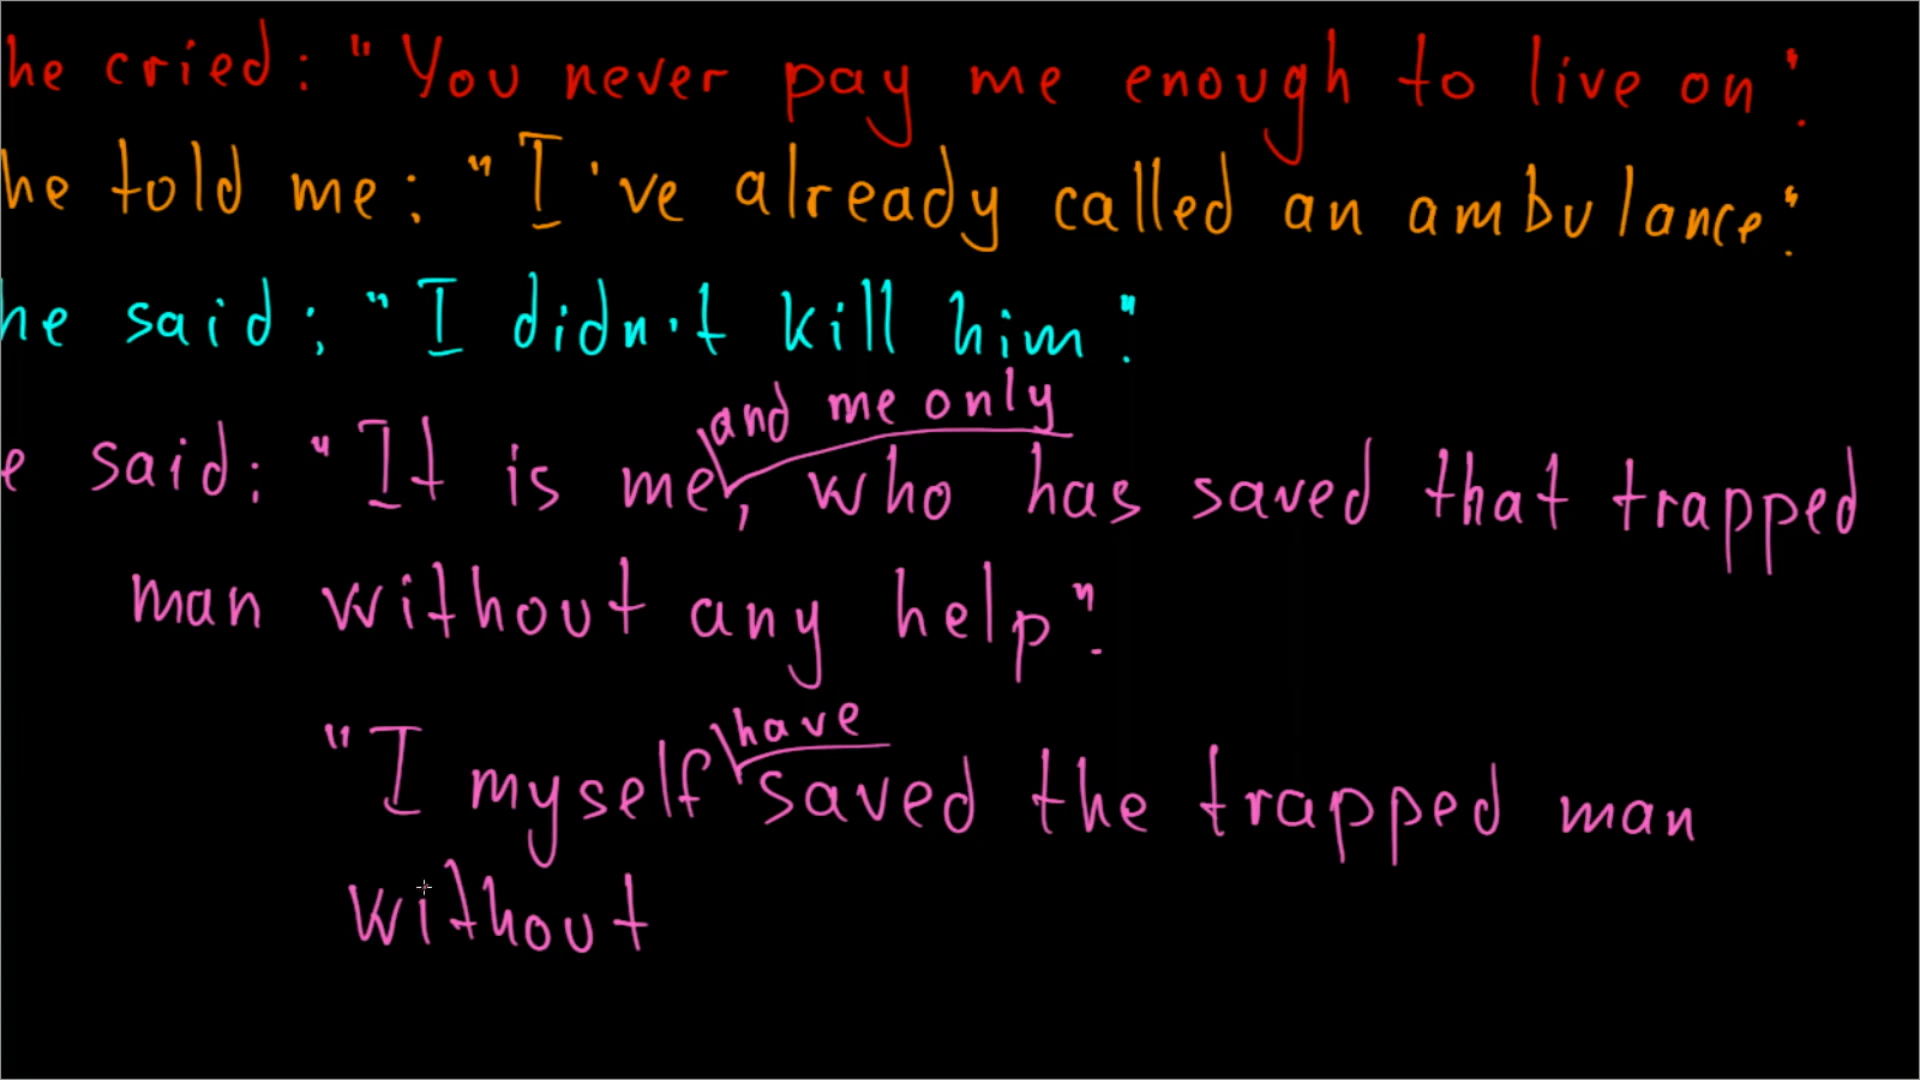 he cried: "You never pay me enough to live on".
he told me: "I've already called an ambulance".
he said: "I didn't kill him".
and me only
e said: "It is me, who has saved that trapped
man without any help".
have
"I myself saved the trapped man
without